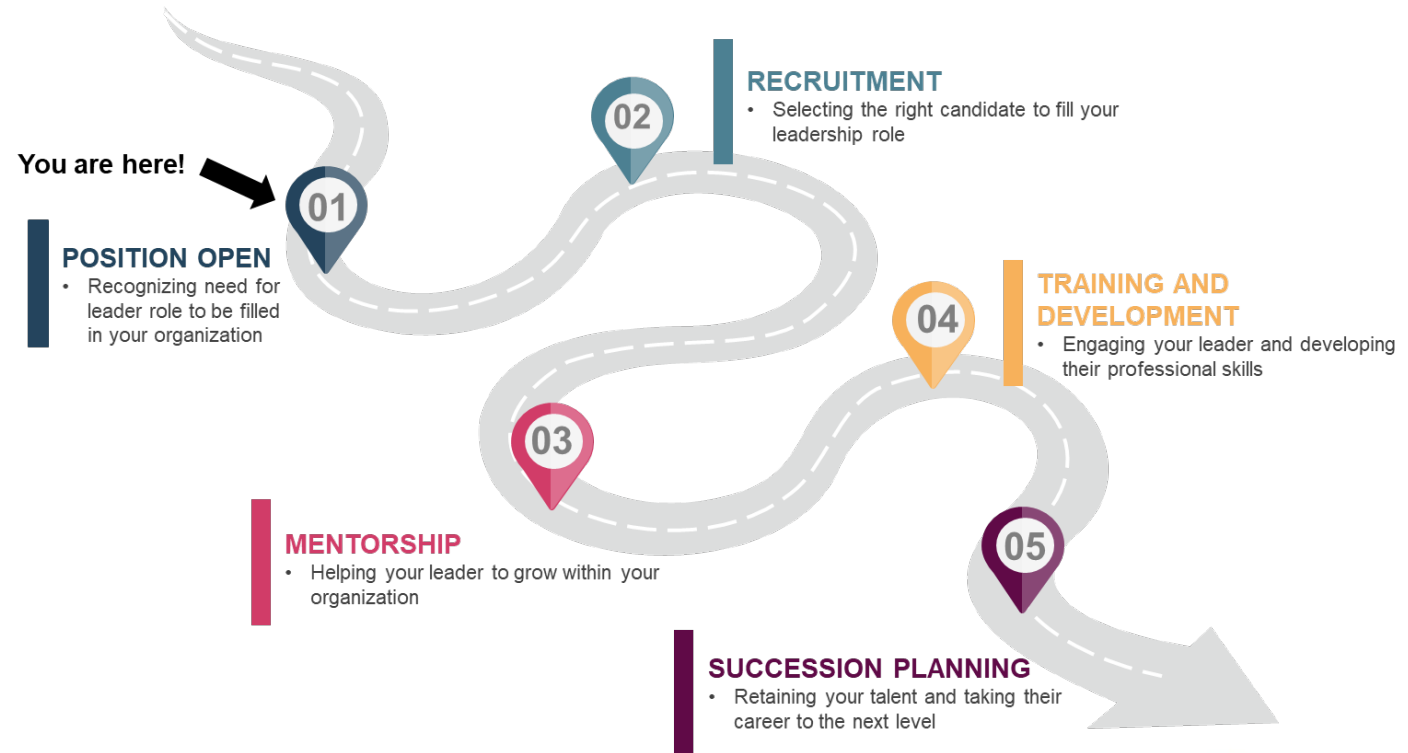 You are here!
01
POSITION OPEN
• Recognizing need for
leader role to be filled
in your organization
02
RECRUITMENT
• Selecting the right candidate to fill your
leadership role
03
MENTORSHIP
• Helping your leader to grow within your
organization
04
TRAINING AND
DEVELOPMENT
• Engaging your leader and developing
their professional skills
05
SUCCESSION PLANNING
• Retaining your talent and taking their
career to the next level